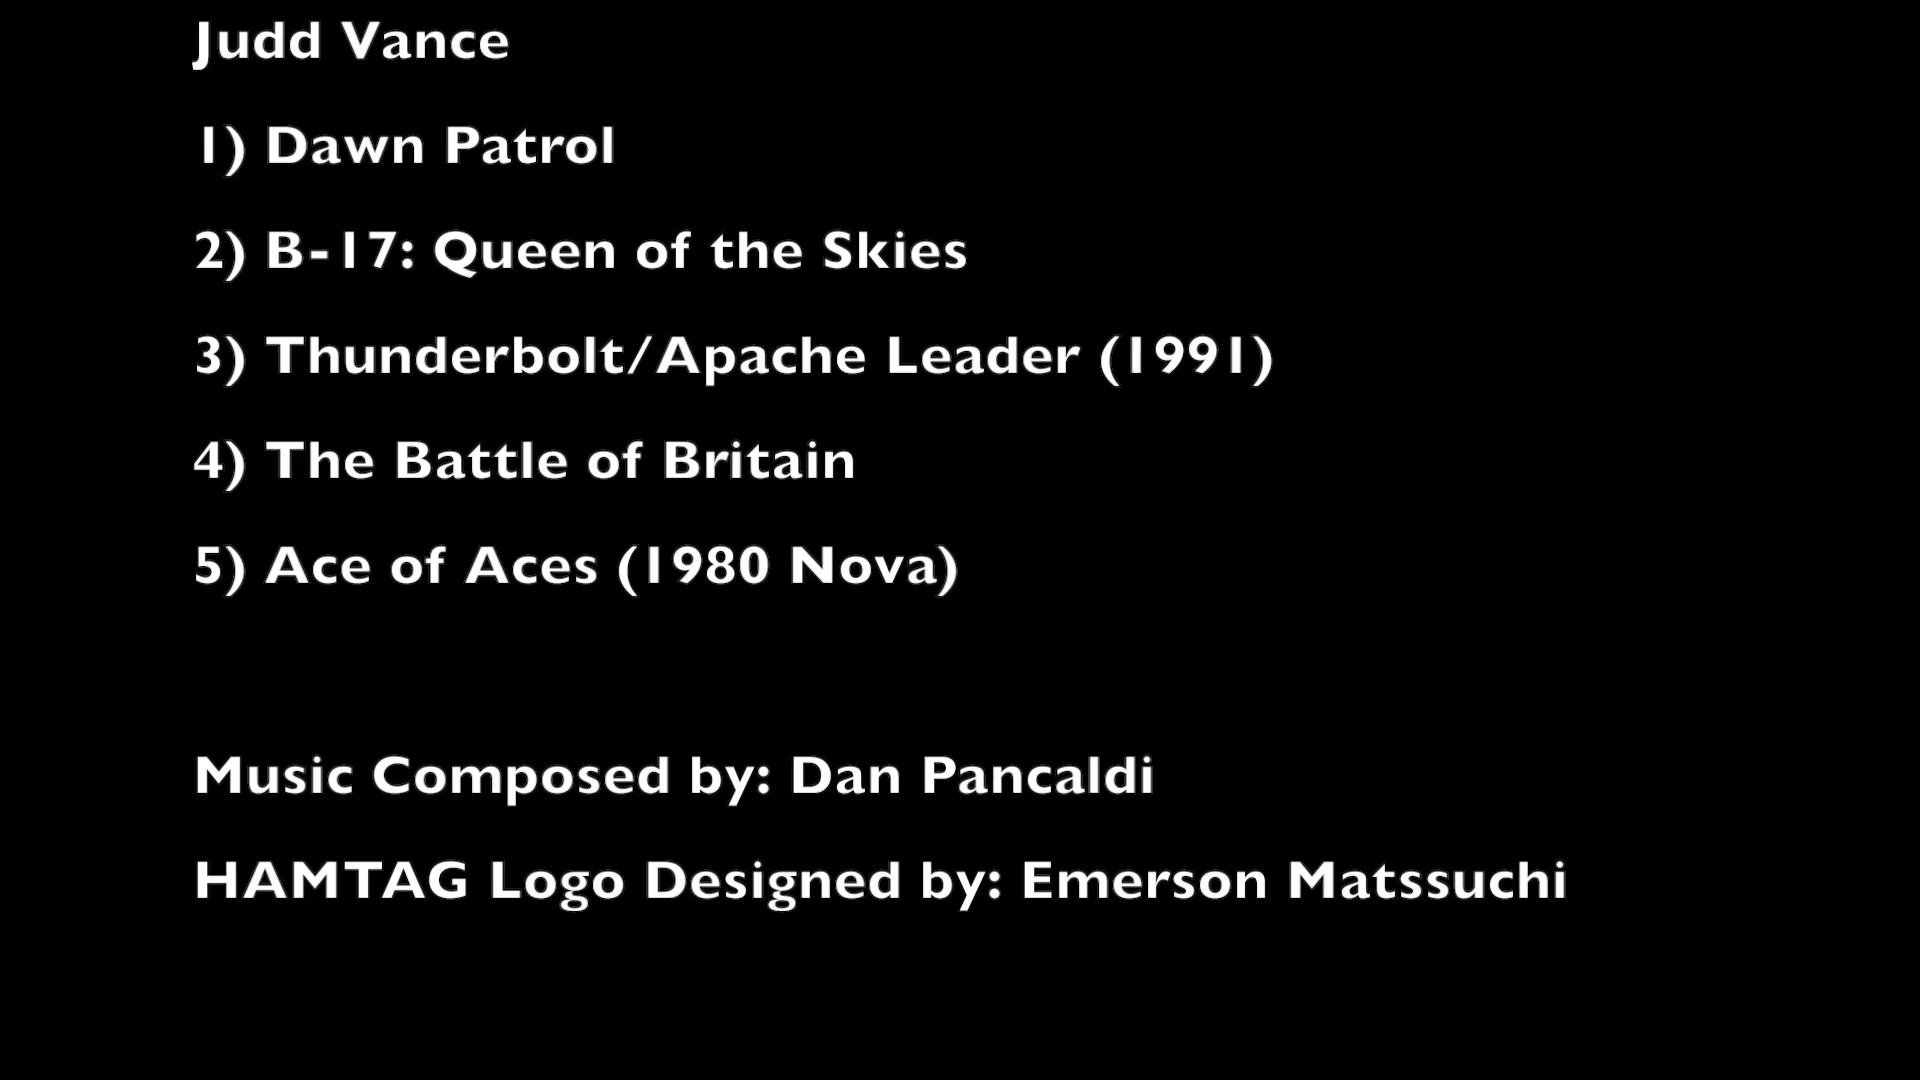 Judd Vance
1) Dawn Patrol
2) B-17: Queen of the Skies
3) Thunderbolt/Apache Leader (1991)
4) The Battle of Britain
5) Ace of Aces (1980 Nova)
Music Composed by: Dan Pancaldi
HAMTAG Logo Designed by: Emerson Matssuchi